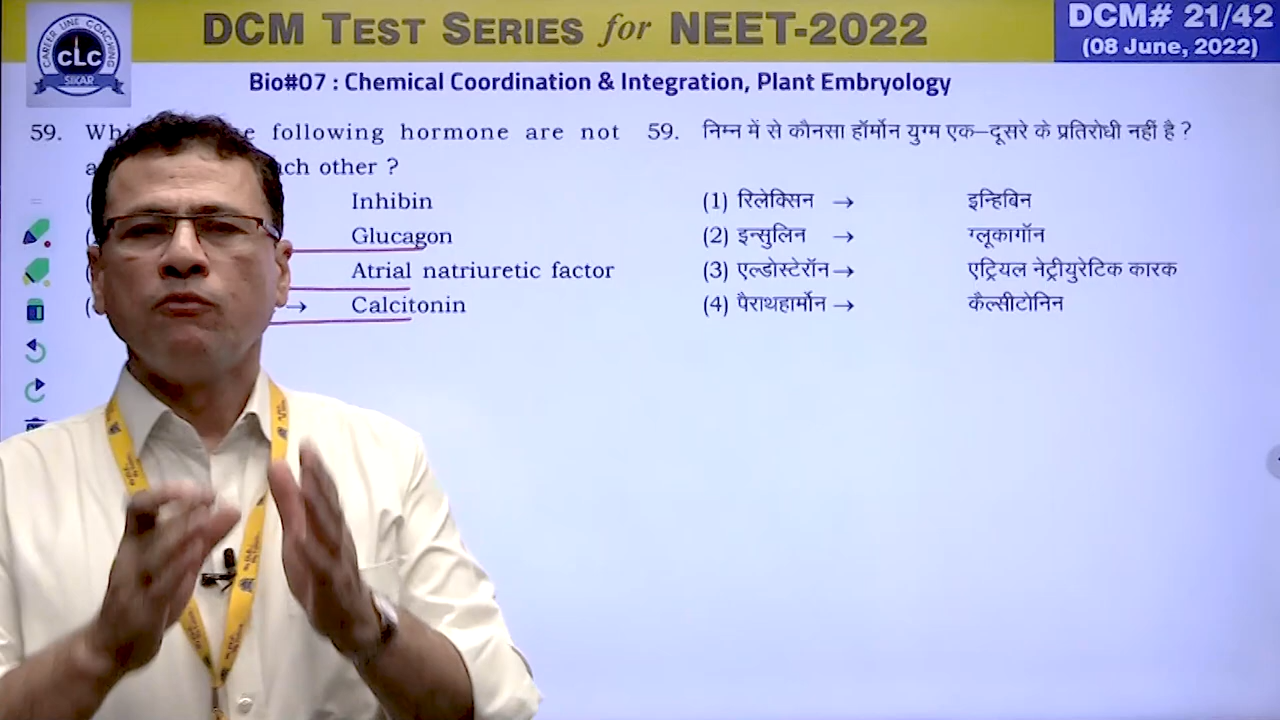 CAREER LINE COACHING
CLC
SIKAR
DCM TEST SERIES for NEET-2022
DCM# 21/42
(08 June, 2022)
Bio#07 : Chemical Coordination & Integration, Plant Embryology
59. Whi e following hormone are not
a ach other ?
( Inhibin
Glucagon
Atrial natriuretic factor
( → Calcitonin
59. निम्न में से कौनसा हॉर्मोन युग्म एक–दूसरे के प्रतिरोधी नहीं है ?
(1) रिलेक्सिन → इन्हिबिन
(2) इन्सुलिन → ग्लूकागॉन
(3) एल्डोस्टेरॉन→ एट्रियल नेट्रीयुरेटिक कारक
(4) पैराथहार्मोन → कैल्सीटोनिन